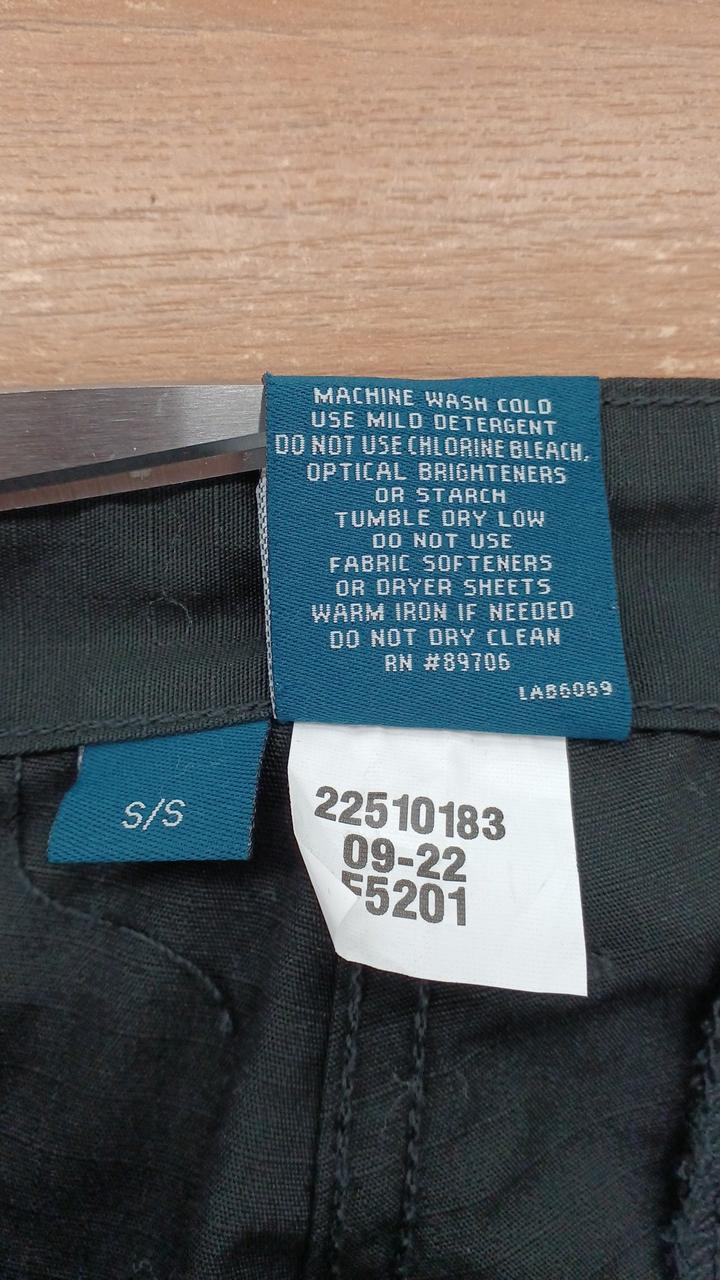 MACHINE WASH COLD
USE MILD DETERGENT
DO NOT USE CHLORINE BLEACH,
OPTICAL BRIGHTENERS
OR STARCH
TUMBLE DRY LOW
DO NOT USE
FABRIC SOFTENERS
OR DRYER SHEETS
WARM IRON IF NEEDED
DO NOT DRY CLEAN
RN #89706
LAB6069
S/S
22510183
09-22
F5201